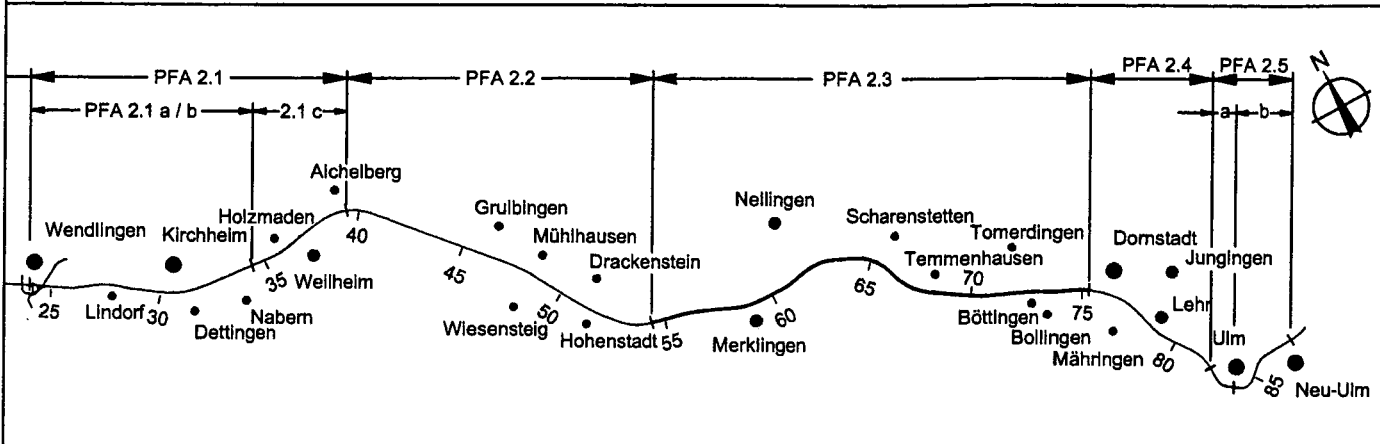 N
PFA 2.1
PFA 2.2
PFA 2.3
PFA 2.4
PFA 2.5
PFA 2.1 a / b
2.1 c
a
b
Aichelberg
Wendlingen
Kirchheim
Holzmaden
Weilheim
Gruibingen
Mühlhausen
Drackenstein
Nellingen
Scharenstetten
Temmenhausen
Tomerdingen
Dornstadt
Jungingen
Lehr
Ulm
25
Lindorf
30
Dettingen
Nabern
35
40
45
Wiesensteig
50
Hohenstadt
55
Merklingen
60
65
70
Böttingen
Bollingen
75
Mähringen
80
85
Neu-Ulm